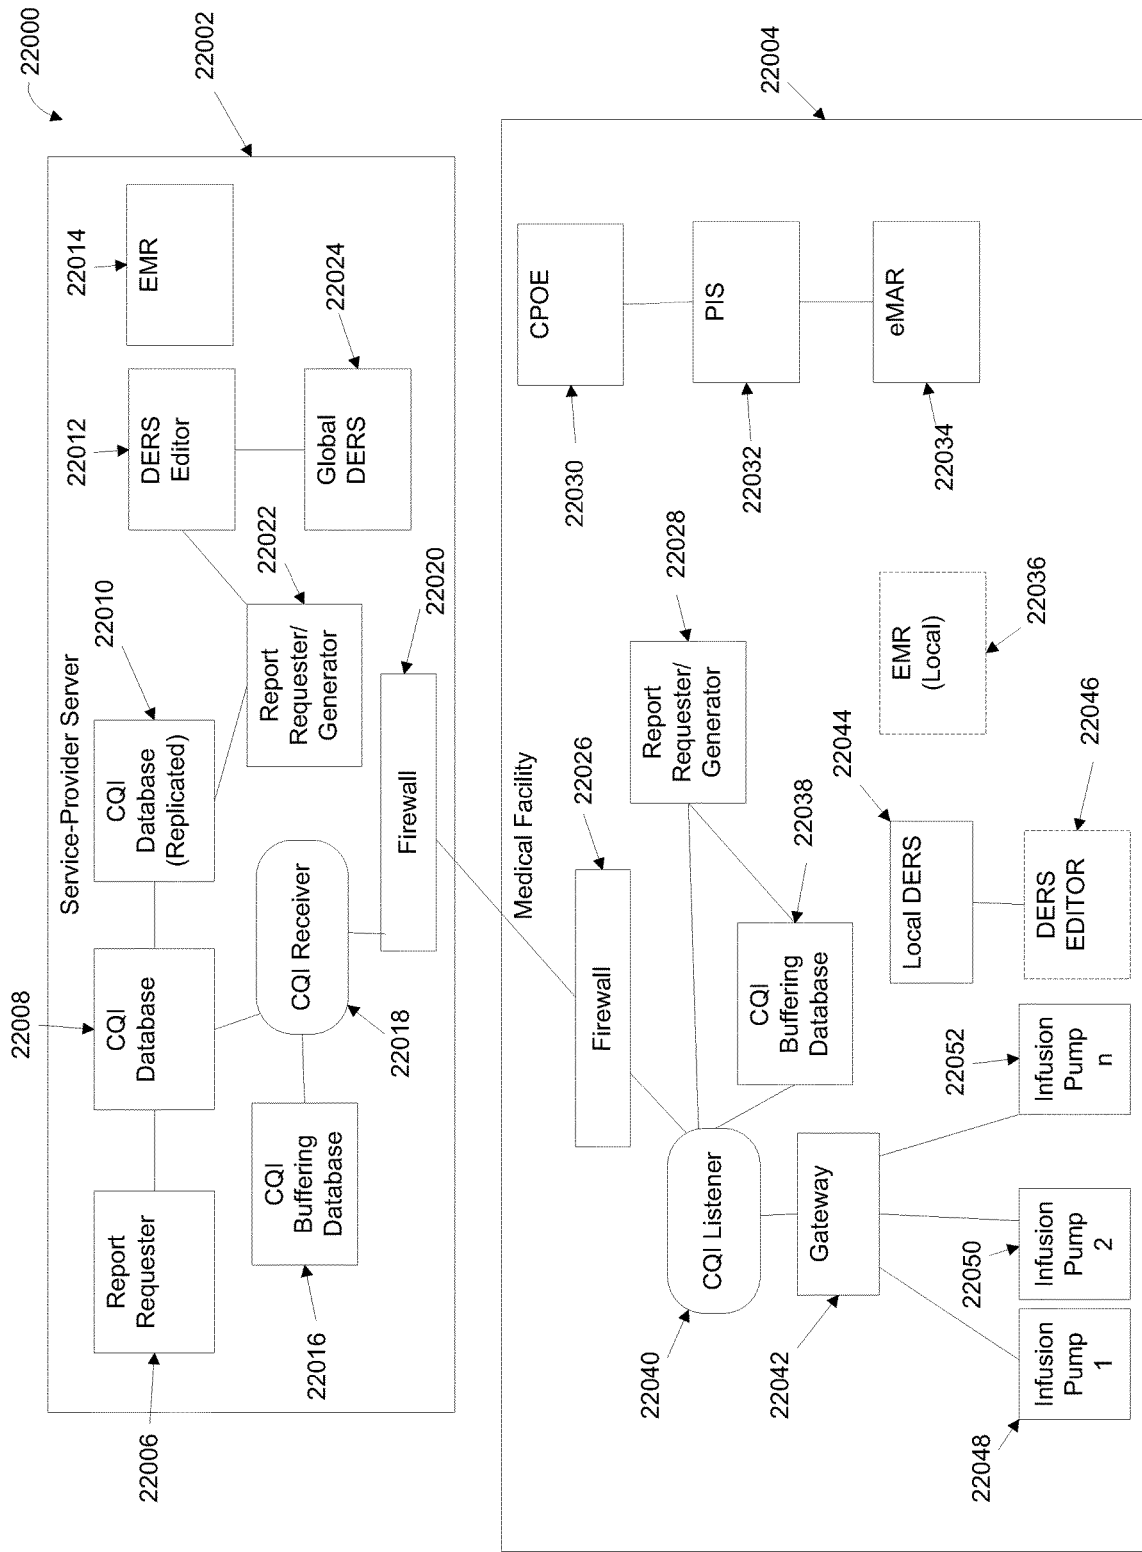 22000
22002
Service-Provider Server
22008
22010
22012
22014
Report
Requester
CQI
Database
CQI
Database
(Replicated)
DERS
Editor
EMR
22006
CQI
Buffering
Database
CQI Receiver
Report
Requester/
Generator
22022
Global
DERS
22024
22016
22018
Firewall
22020
22004
Medical Facility
Firewall
22026
CPOE
22030
Report
Requester/
Generator
22028
PIS
22032
CQI Listener
22040
CQI
Buffering
Database
22038
Gateway
22042
eMAR
22034
EMR
(Local)
22036
Local DERS
22044
DERS
EDITOR
22046
Infusion
Pump
1
22048
Infusion
Pump
2
22050
Infusion
Pump
n
22052